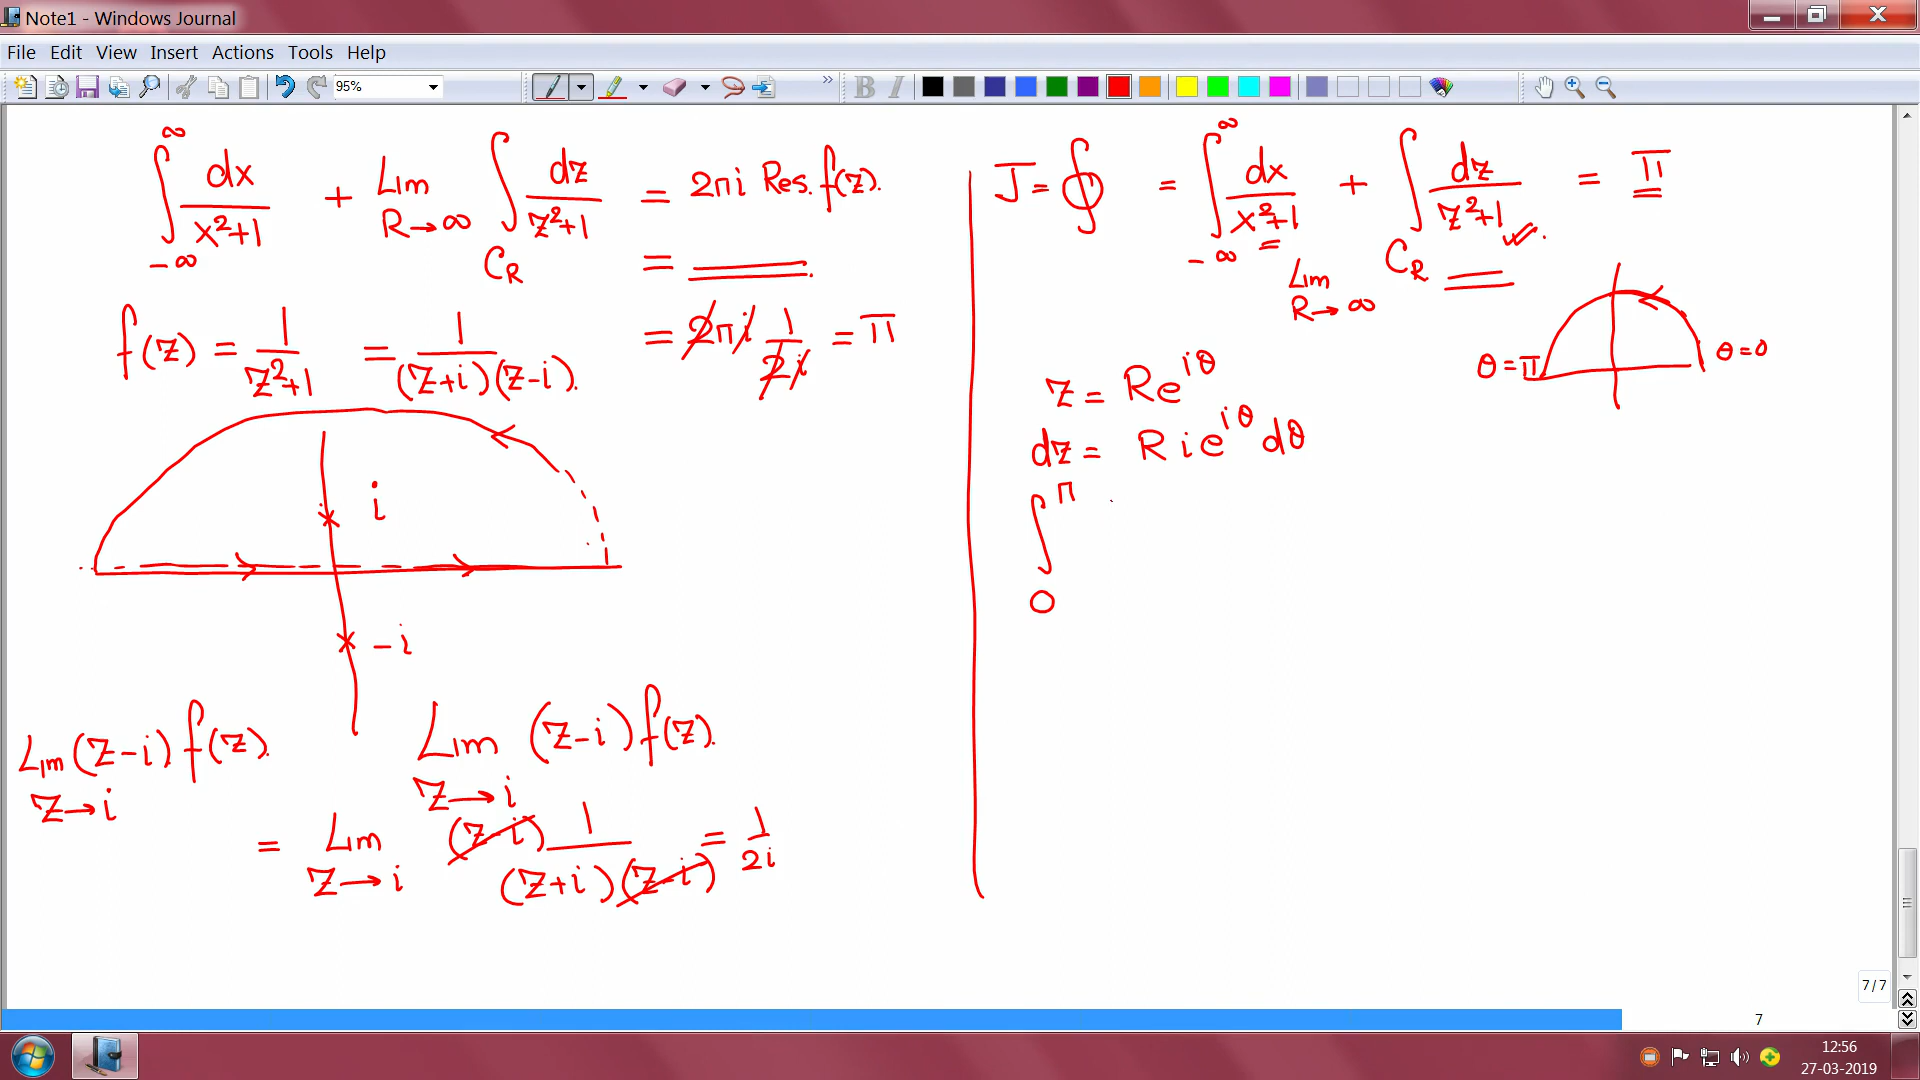 Note1 - Windows Journal
File Edit View Insert Actions Tools Help
95%
B I
∫_{-∞}^{∞} dx/(x²+1) + Lim_{R→∞} ∫_{C_R} dz/(z²+1) = 2πi Res. f(z).
= ______
f(z) = 1/(z²+1) = 1/((z+i)(z-i)). = 2πi 1/2i = π
i
-i
Lim_{z→i} (z-i) f(z). Lim_{z→i} (z-i) f(z).
= Lim_{z→i} (z-i) 1/((z+i)(z-i)) = 1/2i
J = ∮ = ∫_{-∞}^{∞} dx/(x²+1) + Lim_{R→∞} ∫_{C_R} dz/(z²+1) = π
θ=π θ=0
z = Re^{iθ}
dz = Rie^{iθ} dθ
∫_0^π
7/7
7
12:56
27-03-2019